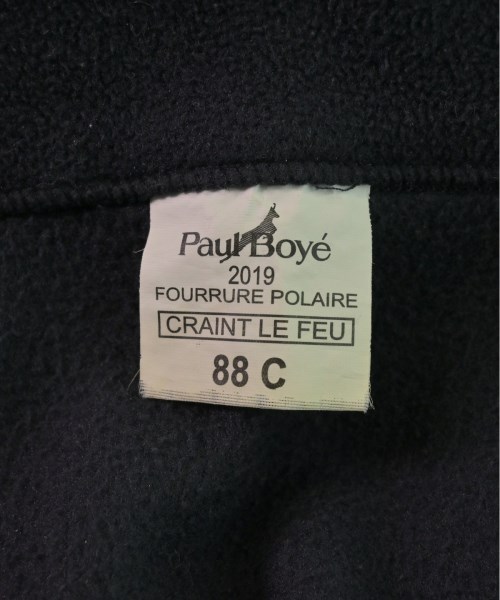 Paul Boyé
2019
FOURRURE POLAIRE
CRAINT LE FEU
88 C